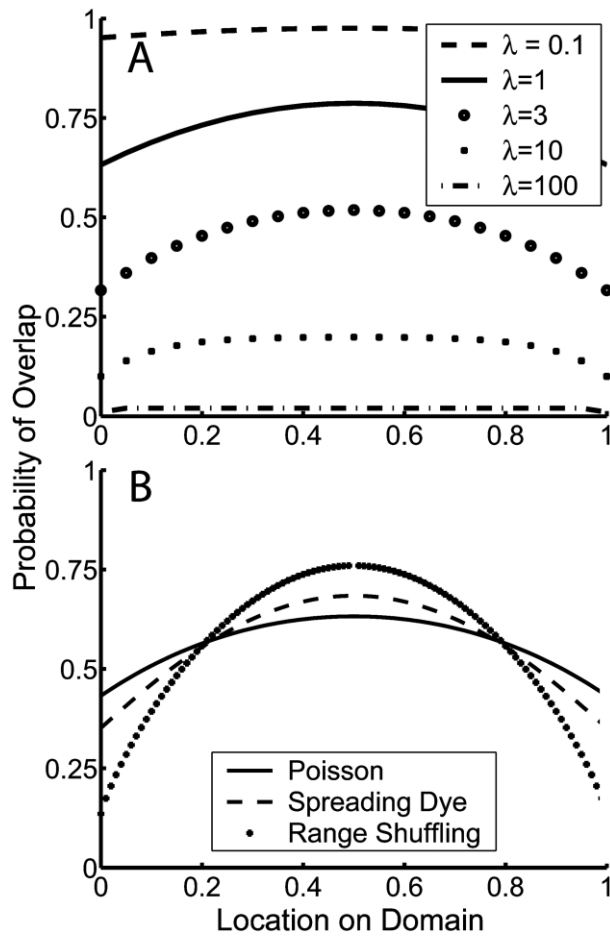 A
λ = 0.1
λ=1
λ=3
λ=10
λ=100
1
0.75
0.5
0.25
0
0 0.2 0.4 0.6 0.8 1
Probability of Overlap
B
1
0.75
0.5
0.25
0
Poisson
Spreading Dye
Range Shuffling
0 0.2 0.4 0.6 0.8 1
Location on Domain